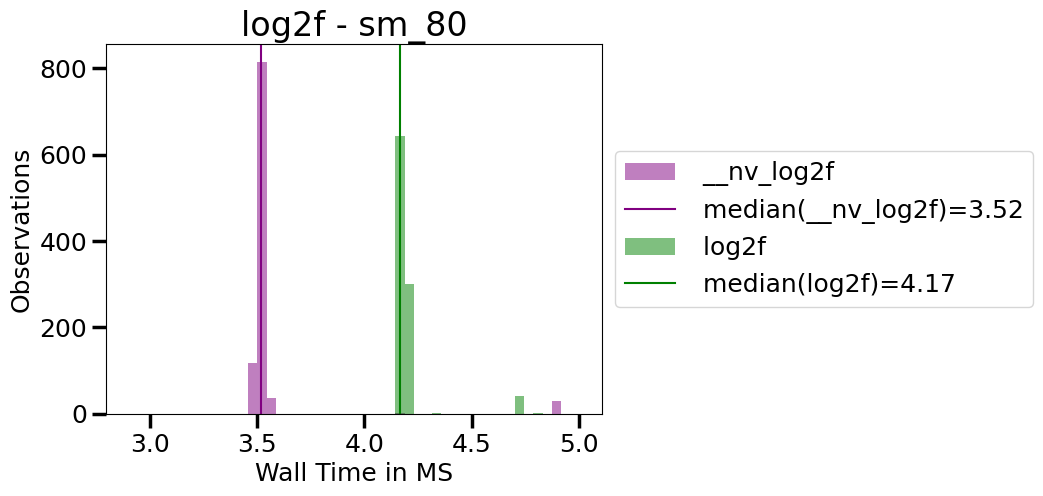 log2f - sm_80
800
600
400
200
0
Observations
3.0 3.5 4.0 4.5 5.0
Wall Time in MS
__nv_log2f
median(__nv_log2f)=3.52
log2f
median(log2f)=4.17